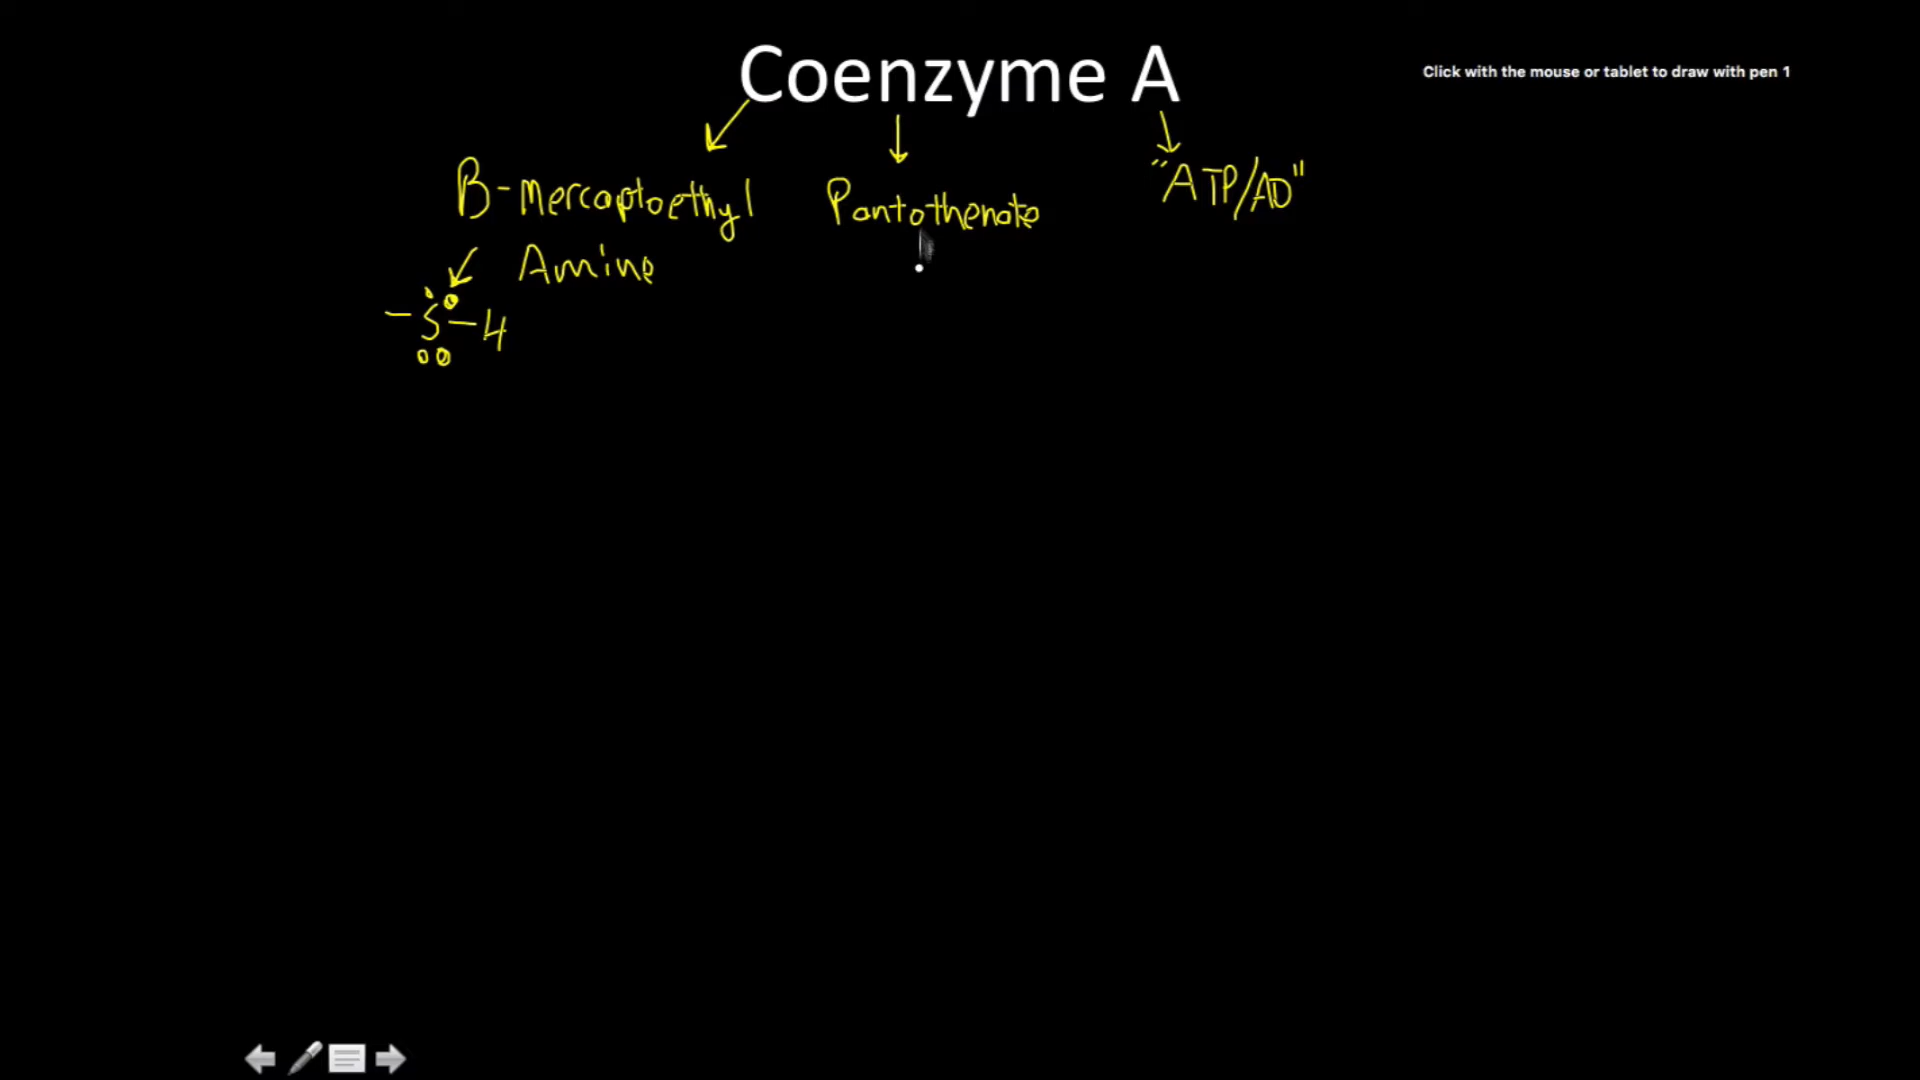 Coenzyme A
Click with the mouse or tablet to draw with pen 1
B-Mercaptoethyl
Amine
Pantothenate
"ATP/AD"
-S-H